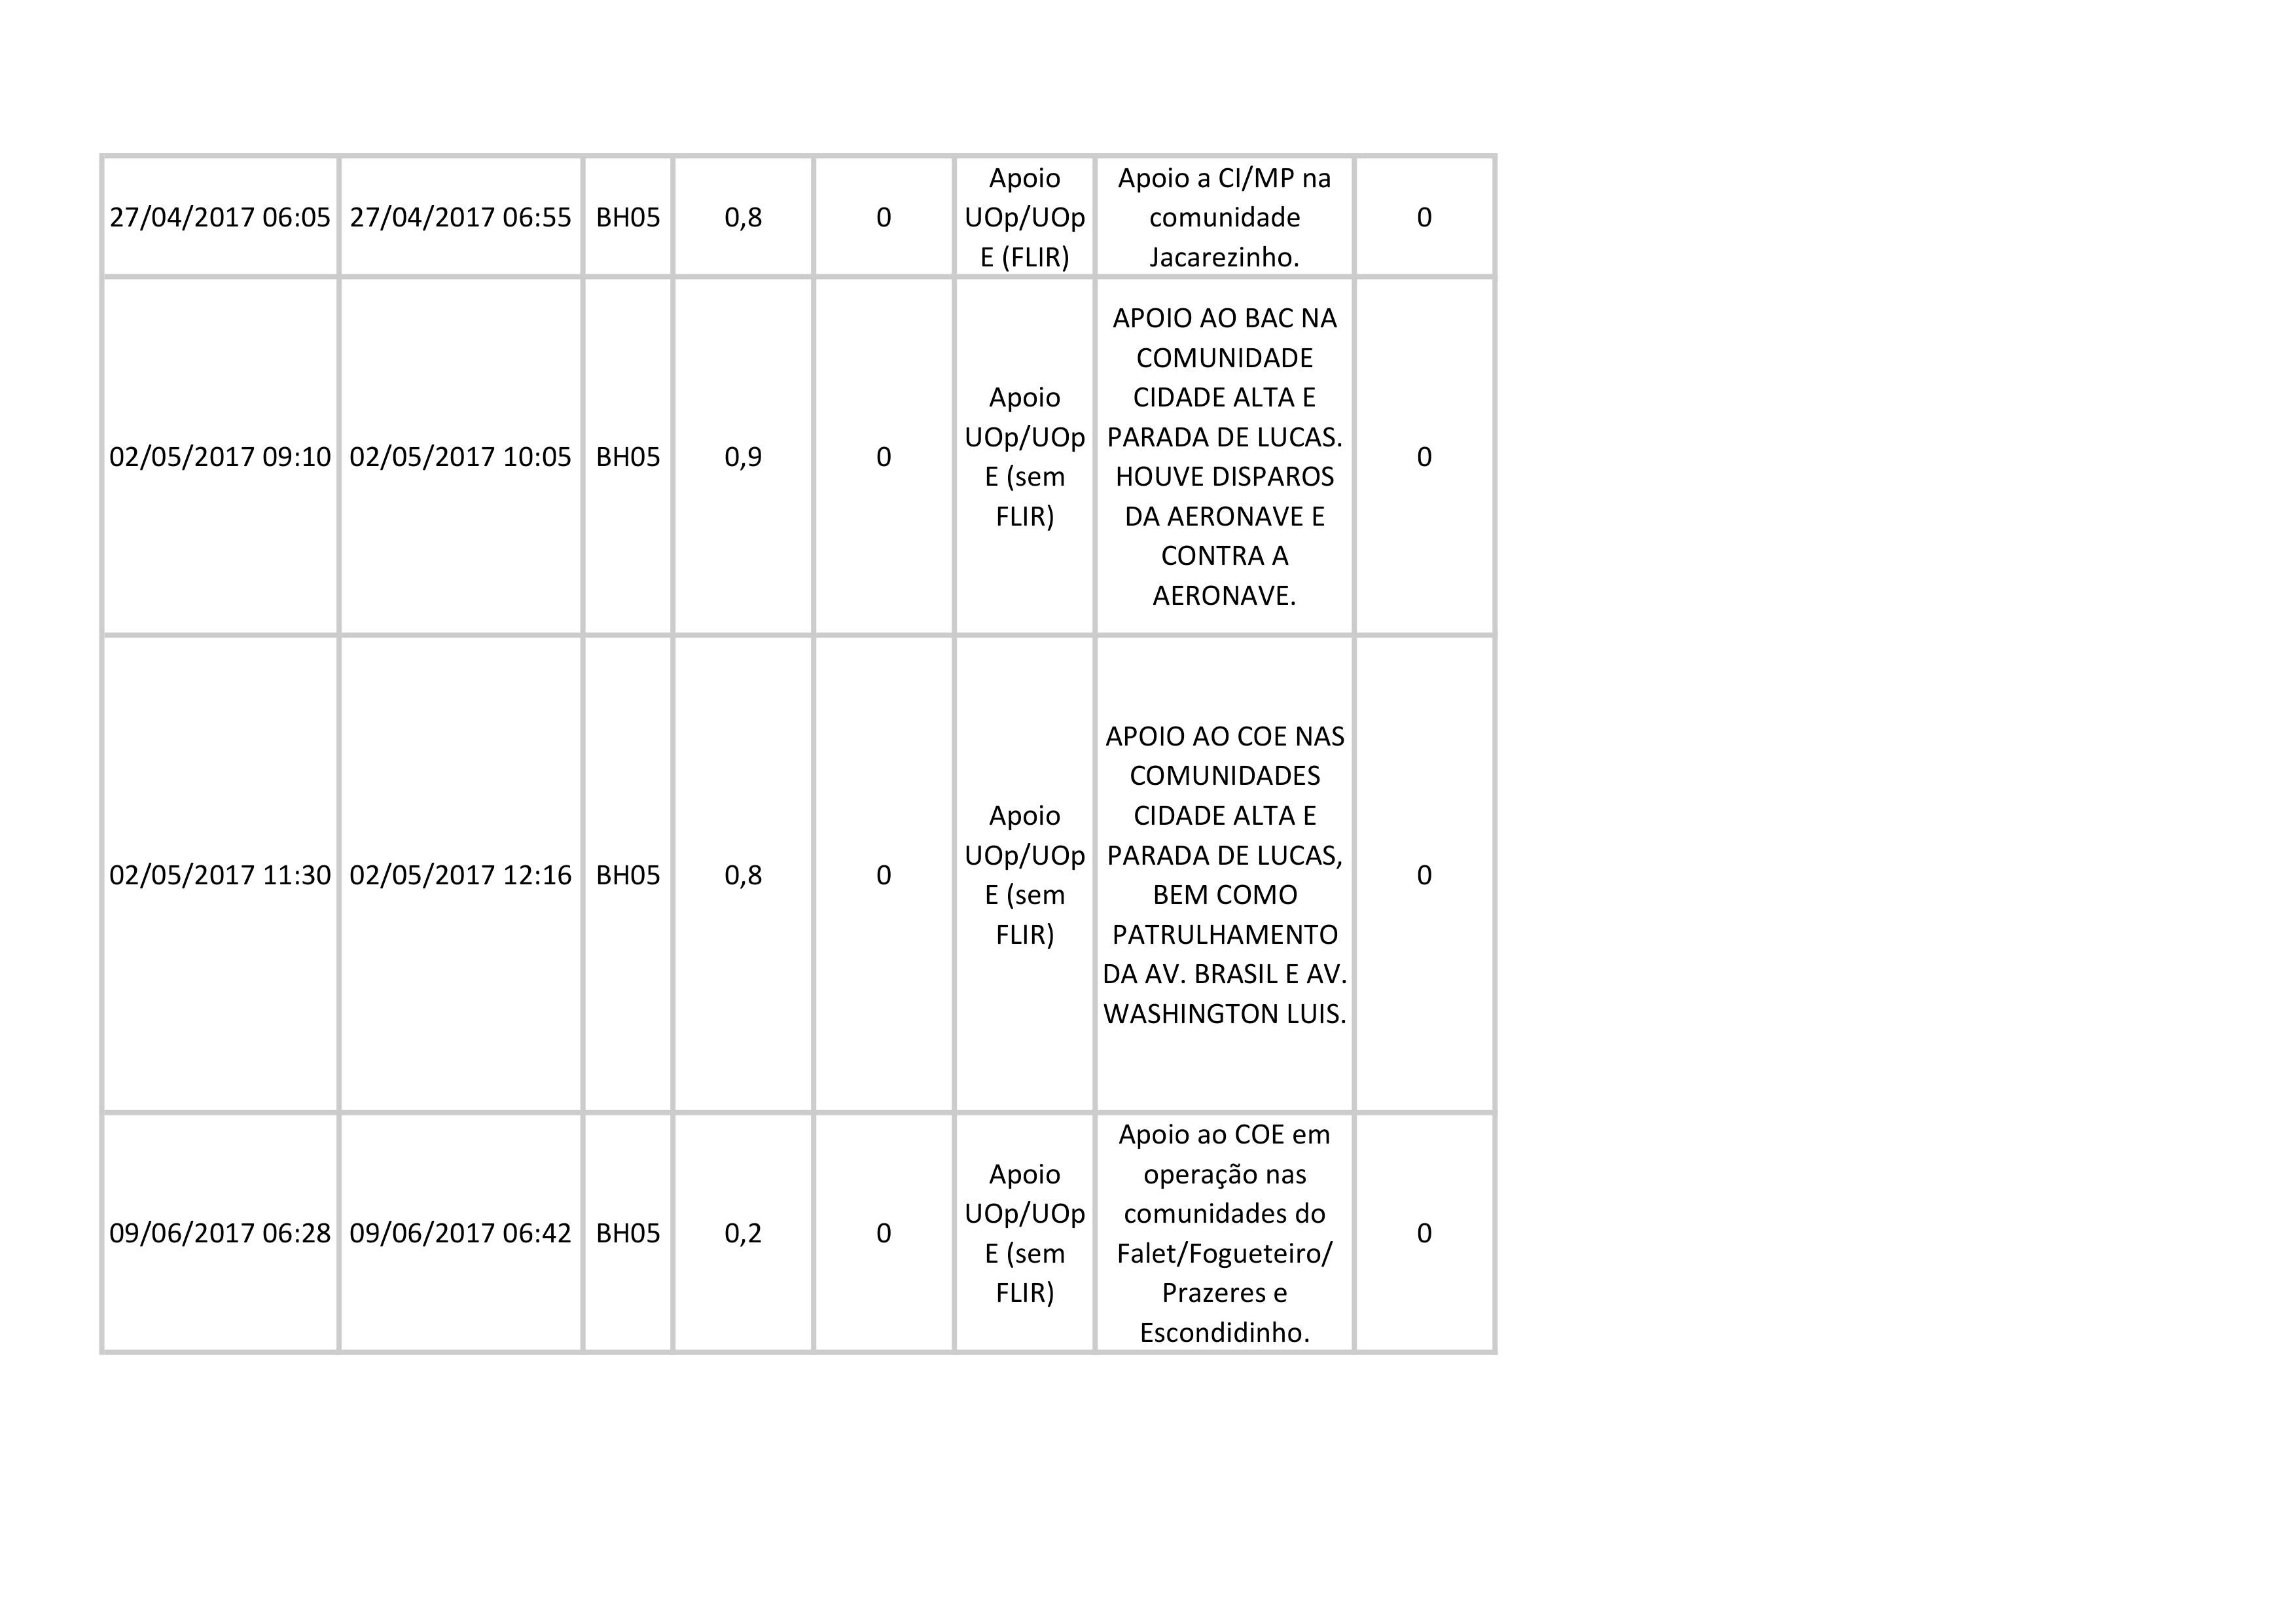 27/04/2017 06:05 27/04/2017 06:55 BH05 0,8 0
Apoio
UOp/UOp
E (FLIR)
Apoio a CI/MP na
comunidade
Jacarezinho.
0
02/05/2017 09:10 02/05/2017 10:05 BH05 0,9 0
Apoio
UOp/UOp
E (sem
FLIR)
APOIO AO BAC NA
COMUNIDADE
CIDADE ALTA E
PARADA DE LUCAS.
HOUVE DISPAROS
DA AERONAVE E
CONTRA A
AERONAVE.
0
02/05/2017 11:30 02/05/2017 12:16 BH05 0,8 0
Apoio
UOp/UOp
E (sem
FLIR)
APOIO AO COE NAS
COMUNIDADES
CIDADE ALTA E
PARADA DE LUCAS,
BEM COMO
PATRULHAMENTO
DA AV. BRASIL E AV.
WASHINGTON LUIS.
0
09/06/2017 06:28 09/06/2017 06:42 BH05 0,2 0
Apoio
UOp/UOp
E (sem
FLIR)
Apoio ao COE em
operação nas
comunidades do
Falet/Fogueteiro/
Prazeres e
Escondidinho.
0